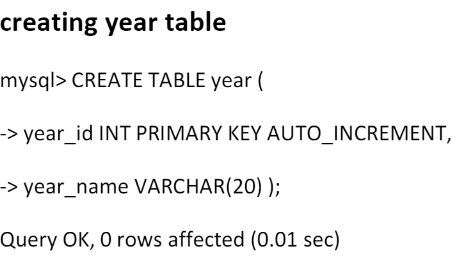 creating year table
mysql> CREATE TABLE year (
-> year_id INT PRIMARY KEY AUTO_INCREMENT,
-> year_name VARCHAR(20) );
Query OK, 0 rows affected (0.01 sec)